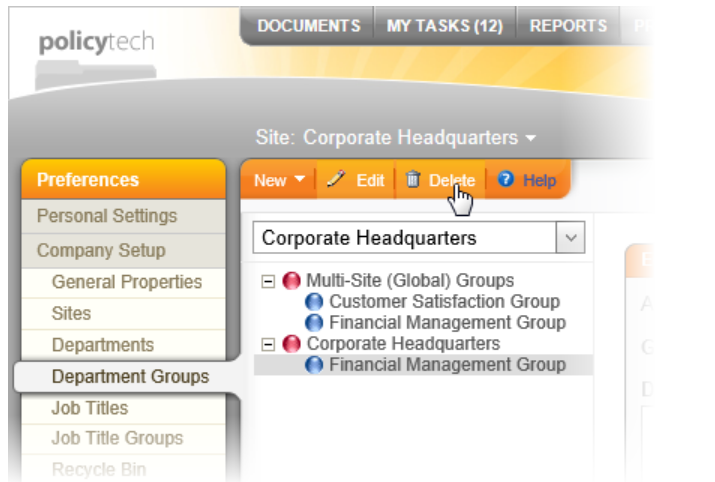 DOCUMENTS MY TASKS (12) REPORTS
policytech
Site: Corporate Headquarters
Preferences
New Edit Delete Help
Personal Settings
Company Setup
Corporate Headquarters
General Properties
Multi-Site (Global) Groups
Customer Satisfaction Group
Sites
Financial Management Group
Departments
Corporate Headquarters
Department Groups
Financial Management Group
Job Titles
Job Title Groups
Recycle Bin